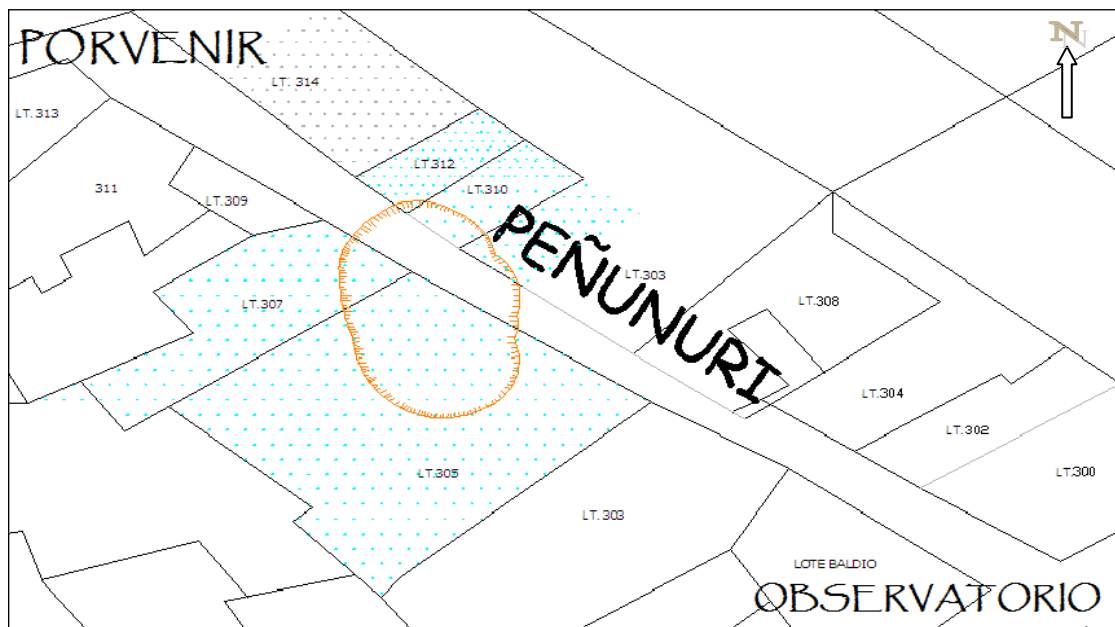 N
PORVENIR
LT. 314
LT.313
LT.312
311
LT.310
LT.309
PEÑUNURI
LT.303
LT.308
LT.307
LT.304
LT.302
LT.305
LT.300
LT.303
LOTE BALDIO
OBSERVATORIO